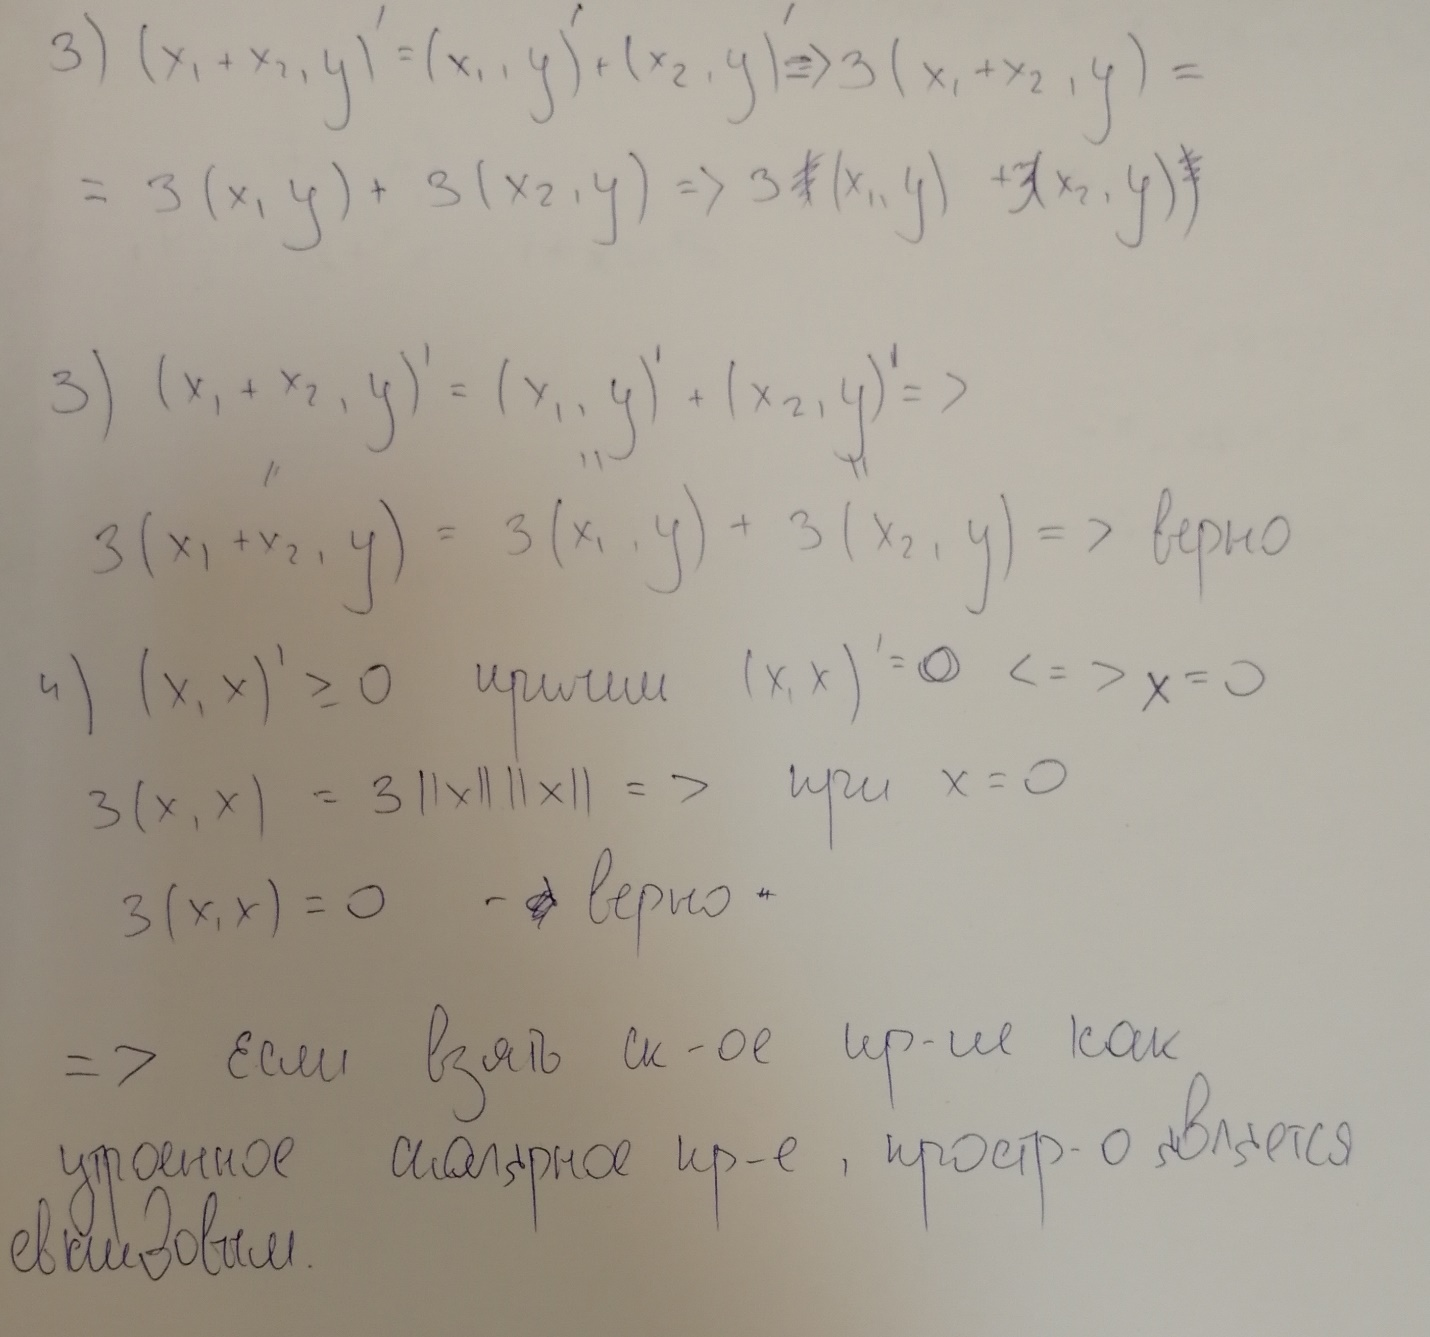 3) (x₁ + x₂, y)' = (x₁, y)' + (x₂, y)' => 3(x₁ + x₂, y) =
= 3(x₁ y) + 3(x₂, y) => 3 (x₁, y) + 3(x₂, y)
3) (x₁ + x₂, y)' = (x₁, y)' + (x₂, y)' = >
" " "
3(x₁ + x₂, y) = 3(x₁, y) + 3(x₂, y) = > верно
4) (x, x)' ≥ 0 причем (x, x)' = 0 < = > x = 0
3(x, x) = 3||x|| ||x|| = > при x = 0
3(x, x) = 0 - верно
=> Если взять ск-ое пр-ие как
утроенное скалярное пр-е, простр-о является
евклидовым.